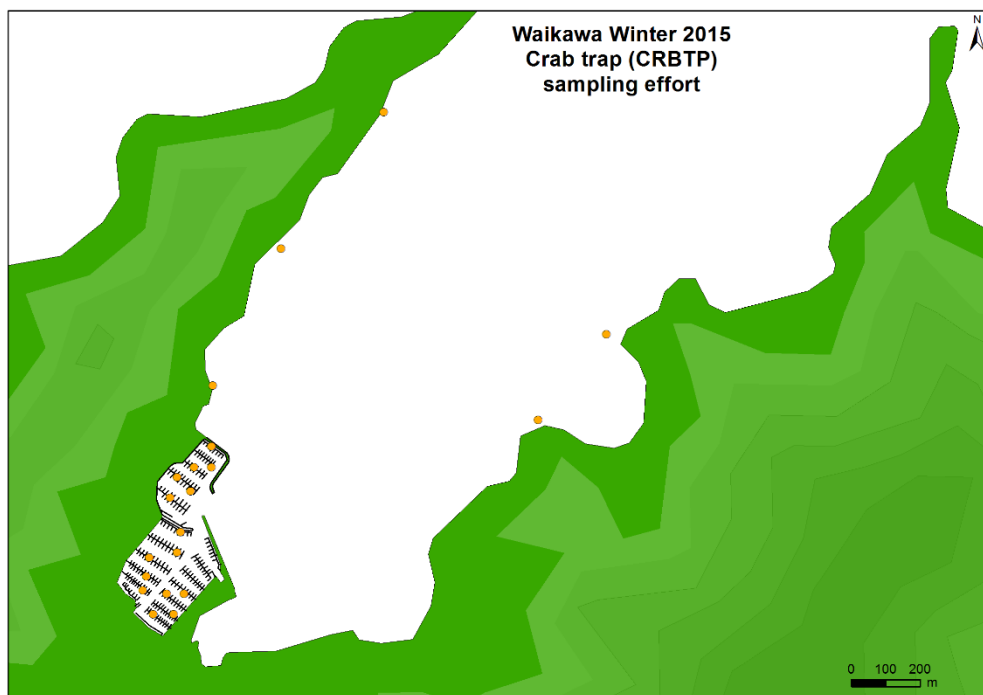 Waikawa Winter 2015
Crab trap (CRBTP)
sampling effort
N
0 100 200
m